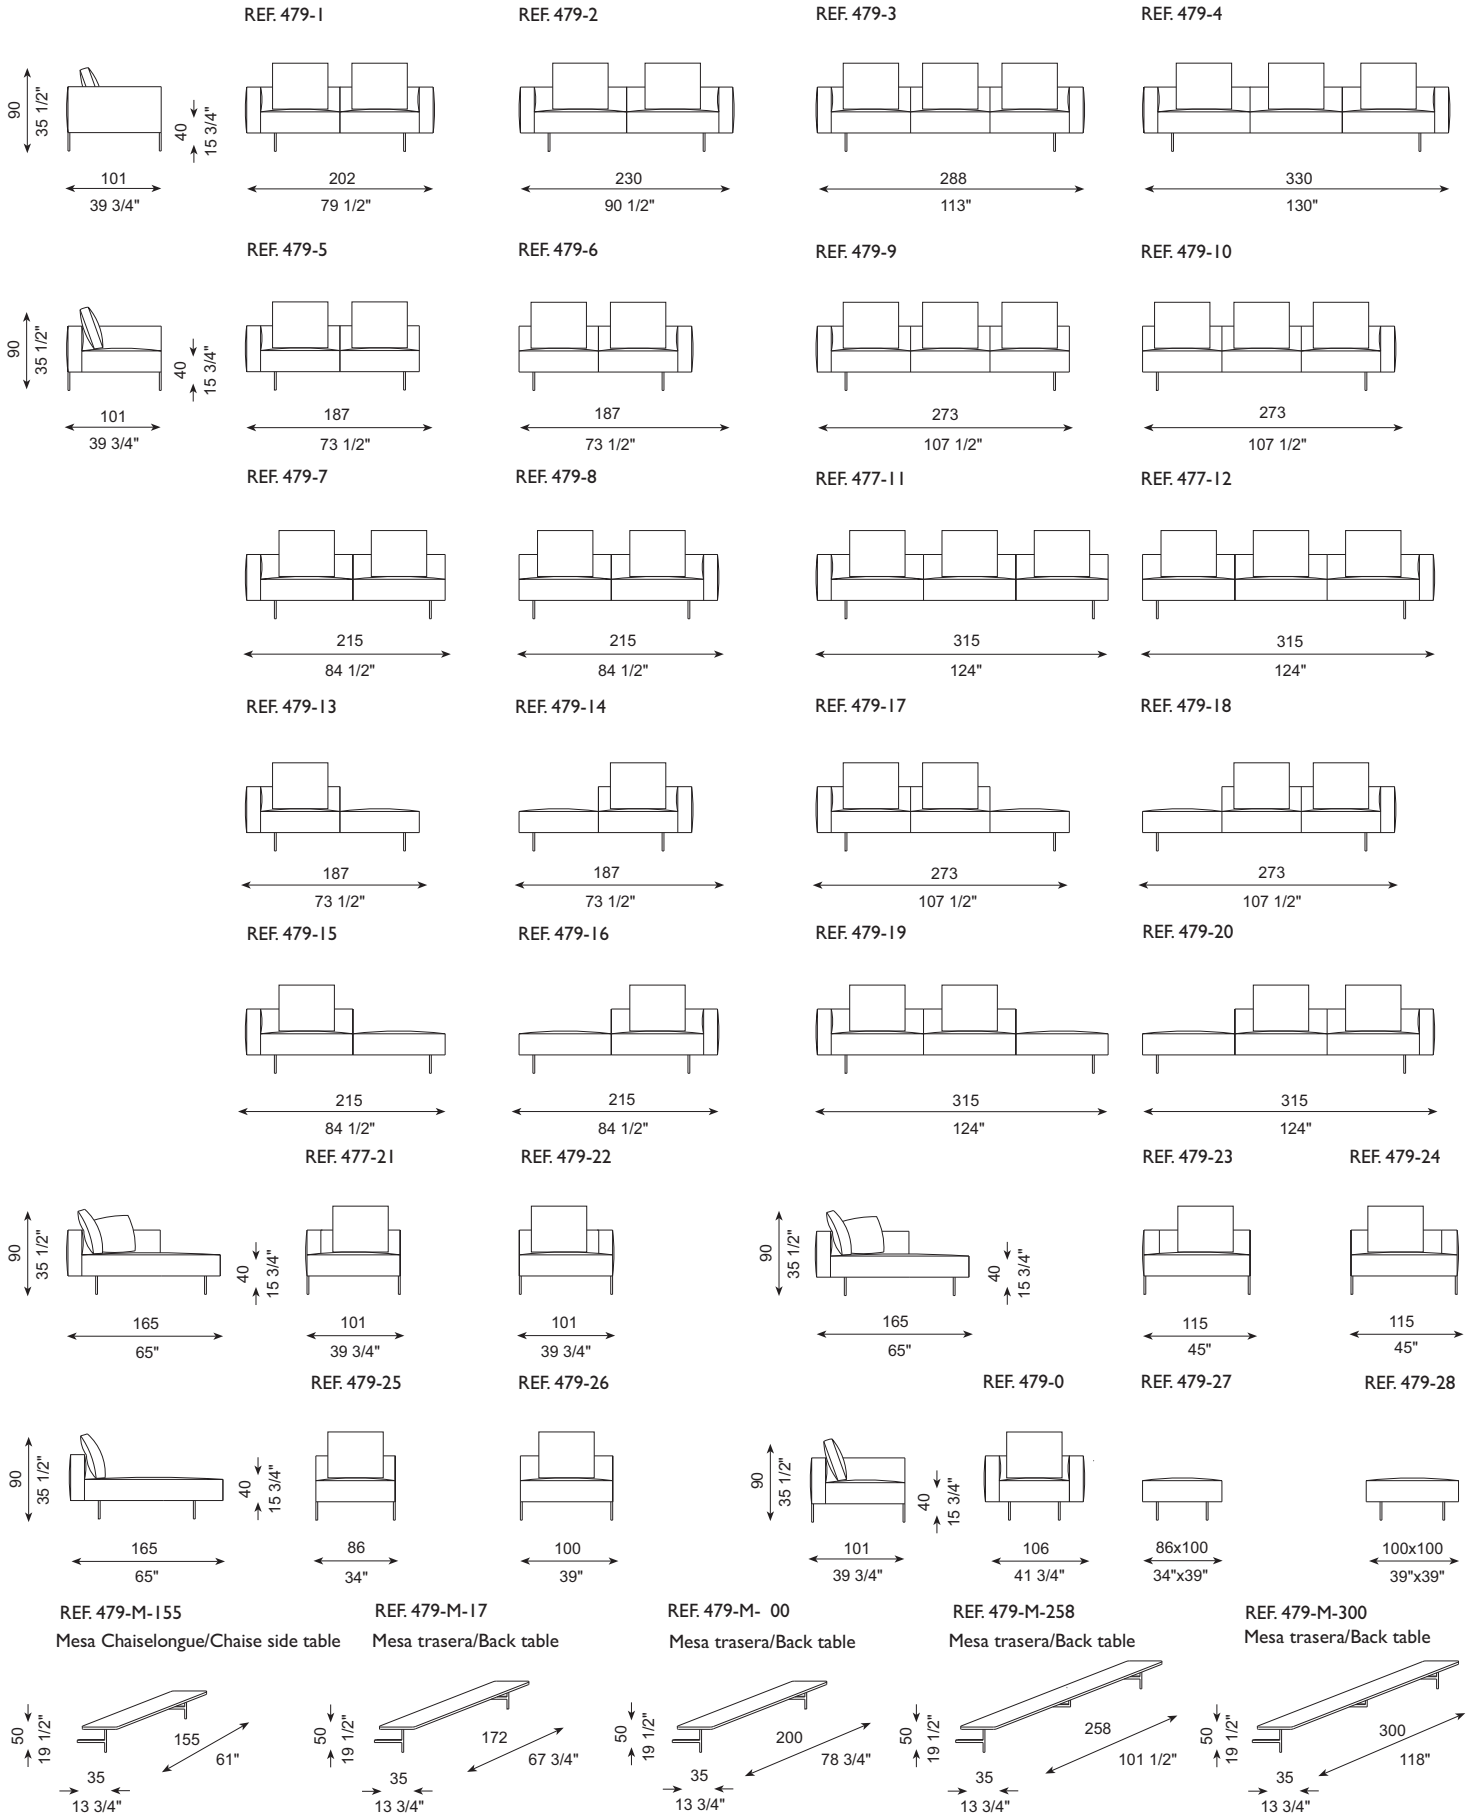 REF. 479-1
REF. 479-2
REF. 479-3
REF. 479-4
90
35 1/2"
40
15 3/4"
101
39 3/4"
202
79 1/2"
230
90 1/2"
288
113"
330
130"
REF. 479-5
REF. 479-6
REF. 479-9
REF. 479-10
90
35 1/2"
40
15 3/4"
101
39 3/4"
187
73 1/2"
187
73 1/2"
273
107 1/2"
273
107 1/2"
REF. 479-7
REF. 479-8
REF. 477-11
REF. 477-12
215
84 1/2"
215
84 1/2"
315
124"
315
124"
REF. 479-13
REF. 479-14
REF. 479-17
REF. 479-18
187
73 1/2"
187
73 1/2"
273
107 1/2"
273
107 1/2"
REF. 479-15
REF. 479-16
REF. 479-19
REF. 479-20
215
84 1/2"
215
84 1/2"
315
124"
315
124"
REF. 477-21
REF. 479-22
REF. 479-23
REF. 479-24
90
35 1/2"
40
15 3/4"
165
65"
101
39 3/4"
101
39 3/4"
90
35 1/2"
40
15 3/4"
165
65"
115
45"
115
45"
REF. 479-25
REF. 479-26
REF. 479-0
REF. 479-27
REF. 479-28
90
35 1/2"
40
15 3/4"
165
65"
86
34"
100
39"
90
35 1/2"
40
15 3/4"
101
39 3/4"
106
41 3/4"
86x100
34"x39"
100x100
39"x39"
REF. 479-M-155
Mesa Chaiselongue/Chaise side table
REF. 479-M-17
Mesa trasera/Back table
REF. 479-M- 00
Mesa trasera/Back table
REF. 479-M-258
Mesa trasera/Back table
REF. 479-M-300
Mesa trasera/Back table
50
19 1/2"
155
61"
35
13 3/4"
50
19 1/2"
172
67 3/4"
35
13 3/4"
50
19 1/2"
200
78 3/4"
35
13 3/4"
50
19 1/2"
258
101 1/2"
35
13 3/4"
50
19 1/2"
300
118"
35
13 3/4"